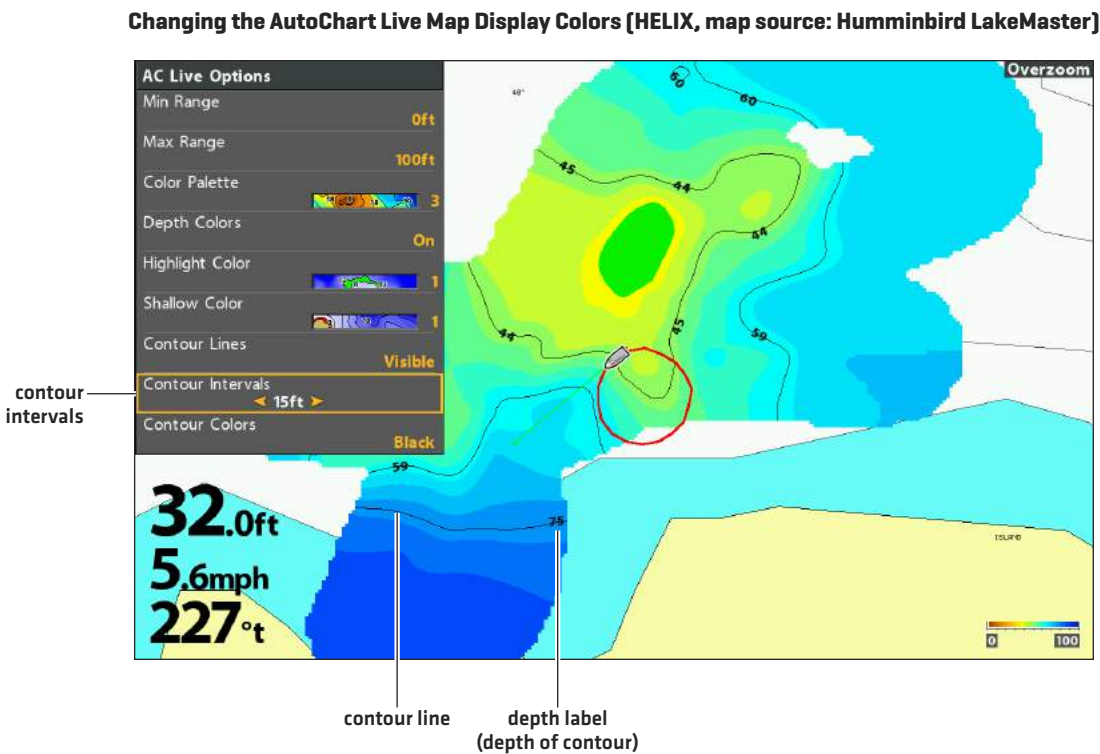 Changing the AutoChart Live Map Display Colors (HELIX, map source: Humminbird LakeMaster)
AC Live Options
Overzoom
Min Range
0ft
Max Range
100ft
Color Palette
3
Depth Colors
On
Highlight Color
1
Shallow Color
1
Contour Lines
Visible
Contour Intervals
15ft
Contour Colors
Black
contour
intervals
60
60
45
44
44
44
45
59
59
75
32.0ft
5.6mph
227°t
ISLAND
0
100
contour line
depth label
(depth of contour)